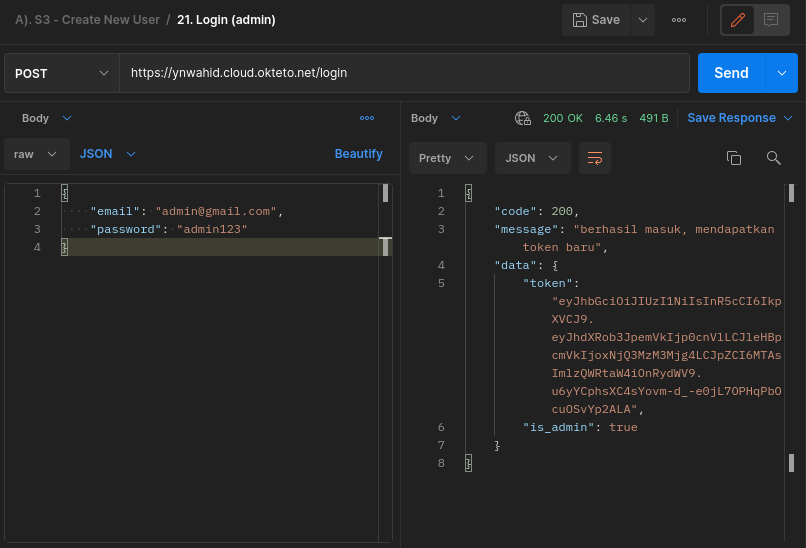 A). S3 - Create New User / 21. Login (admin)
Save
POST
https://ynwahid.cloud.okteto.net/login
Send
Body
raw
JSON
Beautify
1 {
2 "email": "admin@gmail.com",
3 "password": "admin123"
4 }
Body
200 OK 6.46 s 491 B
Save Response
Pretty
JSON
1 {
2 "code": 200,
3 "message": "berhasil masuk, mendapatkan
token baru",
4 "data": {
5 "token":
"eyJhbGciOiJIUzI1NiIsInR5cCI6Ikp
XVCJ9.
eyJhdXRob3JpemVkIjp0cnVlLCJleHBp
cmVkIjoxNjQ3MzM3Mjg4LCJpZCI6MTAs
ImlzQWRtaW4iOnRydWV9.
u6yYCphsXC4sYovm-d_-e0jL7OPHqPbO
cuOSvYp2ALA",
6 "is_admin": true
7 }
8 }